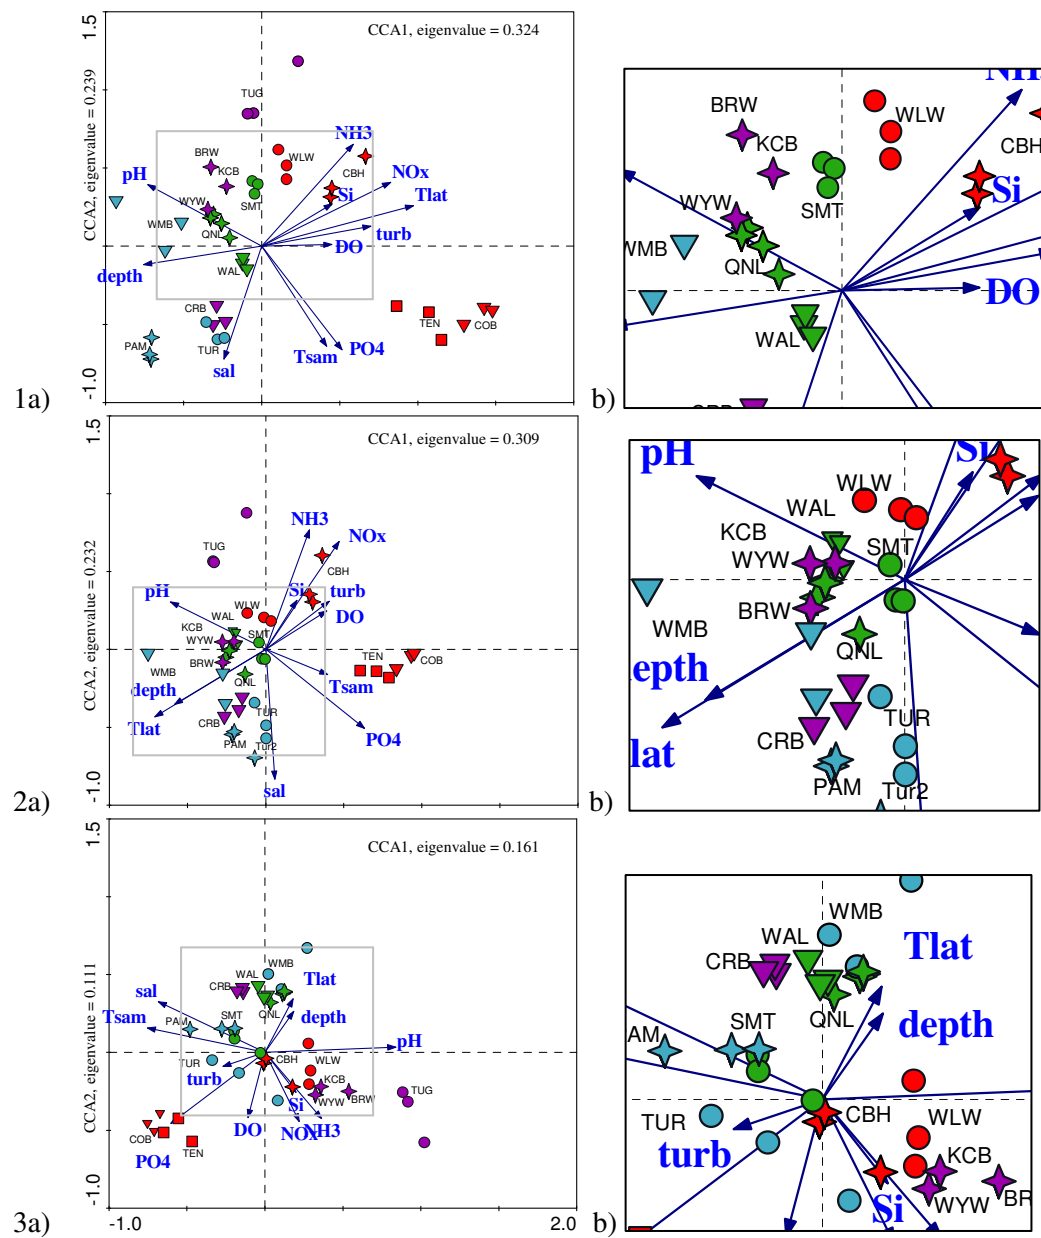 1.5
CCA1, eigenvalue = 0.324
CCA2, eigenvalue = 0.239
TUG
NH3
WLW
BRW
KCB
CBH
NOx
pH
Si
Tlat
WYW
SMT
WMB
turb
QNL
DO
depth
WAL
CRB
TEN
COB
PAM
TUR
Tsam
PO4
sal
-1.0
1a)
b)
NH3
BRW
WLW
KCB
CBH
Si
SMT
WYW
WMB
QNL
DO
WAL
CRB
1.5
CCA1, eigenvalue = 0.309
CCA2, eigenvalue = 0.232
NH3
NOx
TUG
CBH
pH
Si
turb
WLW
DO
WAL
KCB
WYW
SMT
TEN
COB
WMB
BRW
QNL
Tsam
depth
Tlat
CRB
TUR
PO4
PAM
Tur2
sal
-1.0
2a)
b)
pH
Si
WLW
WAL
KCB
SMT
WYW
BRW
WMB
QNL
epth
lat
TUR
CRB
PAM
Tur2
1.5
CCA1, eigenvalue = 0.161
CCA2, eigenvalue = 0.111
WMB
WAL
Tlat
CRB
sal
QNL
Tsam
PAM
SMT
depth
pH
TUR
CBH
WLW
turb
KCB
TUG
Si
WYW
BRW
DO
NOx
NH3
COB
TEN
PO4
-1.0
-1.0
2.0
3a)
b)
WMB
WAL
Tlat
CRB
QNL
depth
SMT
AM
TUR
CBH
WLW
turb
KCB
WYW
BR
Si